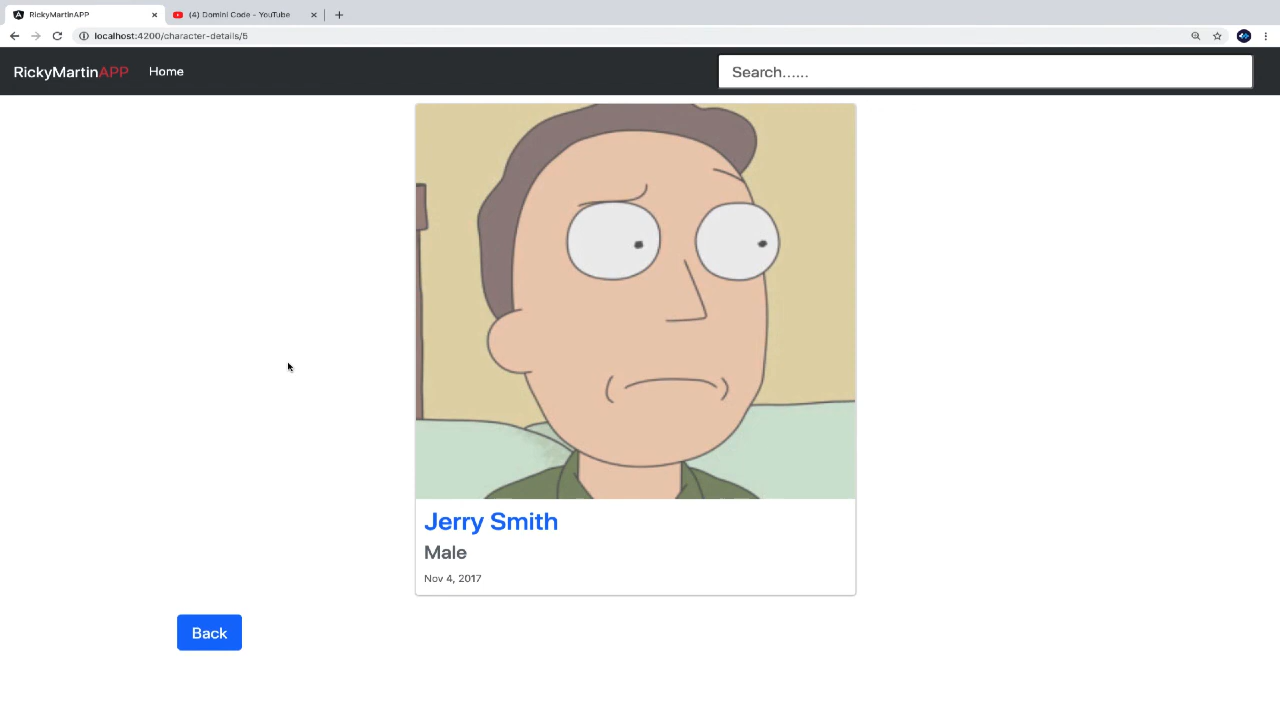 RickyMartinAPP
(4) Domini Code - YouTube
localhost:4200/character-details/5
RickyMartinAPP
Home
Search......
Jerry Smith
Male
Nov 4, 2017
Back